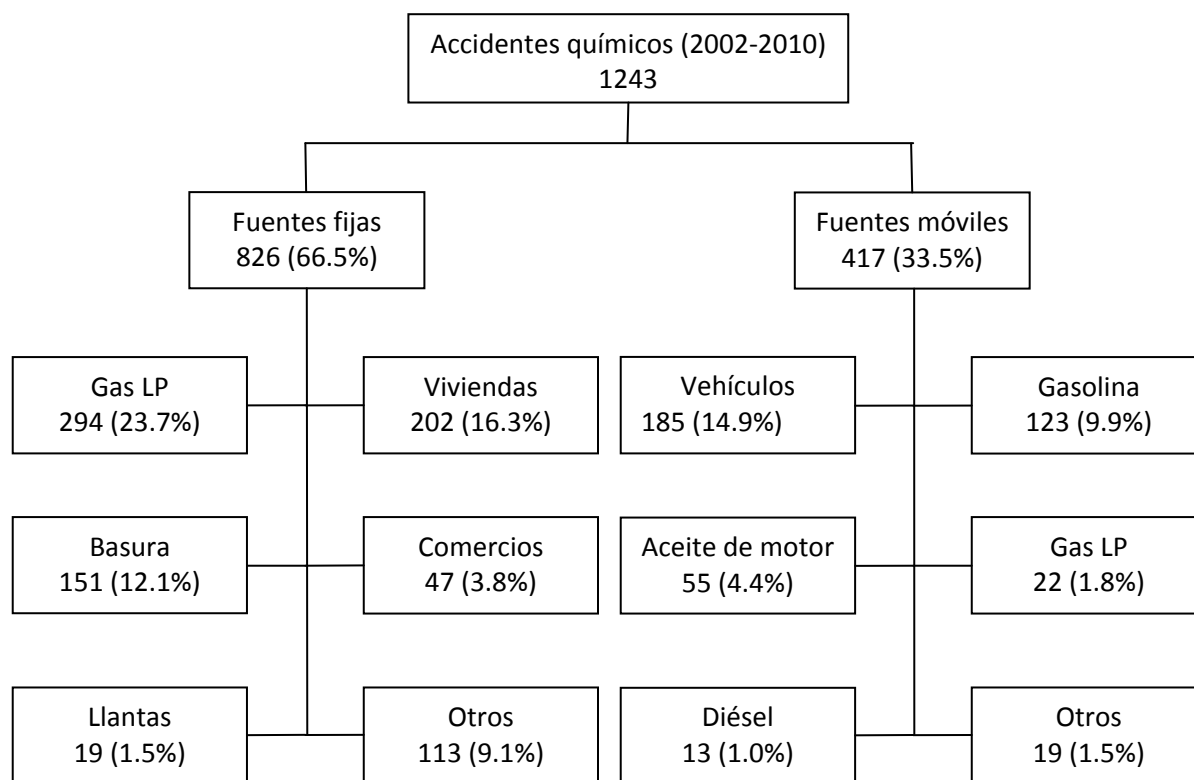 Accidentes químicos (2002-2010)
1243
Fuentes fijas
826 (66.5%)
Fuentes móviles
417 (33.5%)
Gas LP
294 (23.7%)
Viviendas
202 (16.3%)
Vehículos
185 (14.9%)
Gasolina
123 (9.9%)
Basura
151 (12.1%)
Comercios
47 (3.8%)
Aceite de motor
55 (4.4%)
Gas LP
22 (1.8%)
Llantas
19 (1.5%)
Otros
113 (9.1%)
Diésel
13 (1.0%)
Otros
19 (1.5%)